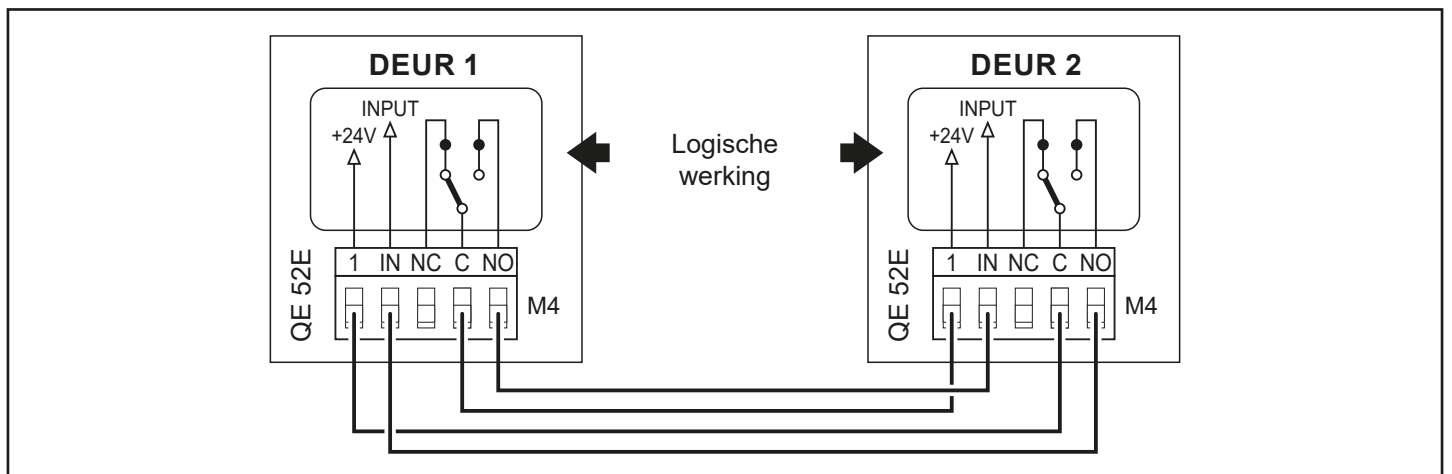 DEUR 1
INPUT
+24V
1 IN NC C NO
QE 52E
M4
Logische
werking
DEUR 2
INPUT
+24V
1 IN NC C NO
QE 52E
M4